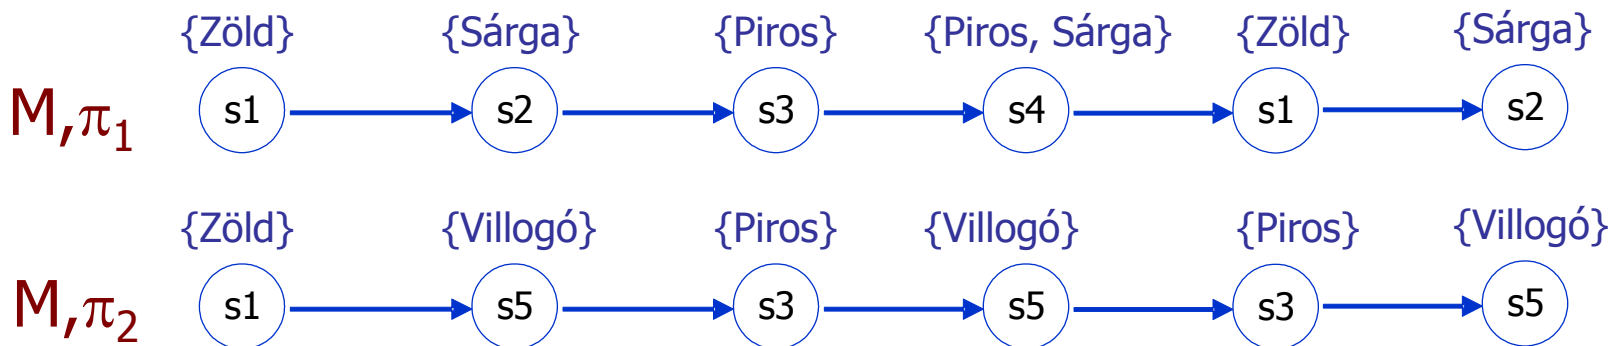 {Zöld} {Sárga} {Piros} {Piros, Sárga} {Zöld} {Sárga}
M,π1 s1 s2 s3 s4 s1 s2
{Zöld} {Villogó} {Piros} {Villogó} {Piros} {Villogó}
M,π2 s1 s5 s3 s5 s3 s5